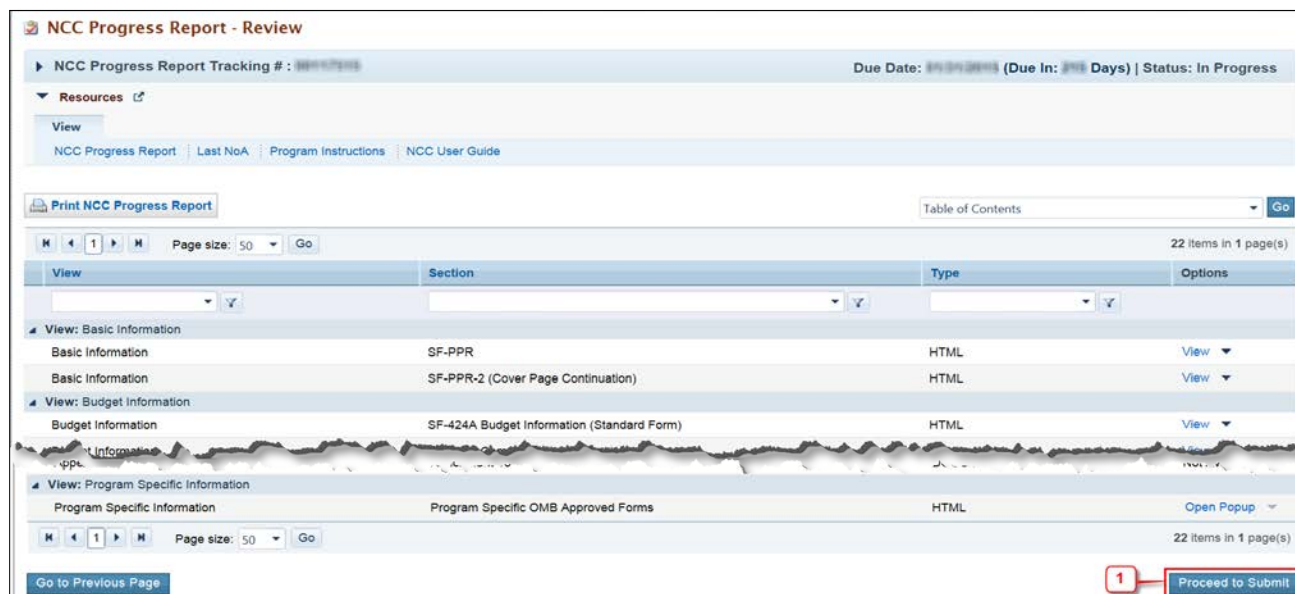 NCC Progress Report - Review
NCC Progress Report Tracking # :
Due Date: (Due In: Days) | Status: In Progress
Resources
View
NCC Progress Report Last NoA Program Instructions NCC User Guide
Print NCC Progress Report Table of Contents Go
1 Page size: 50 Go 22 items in 1 page(s)
View Section Type Options
View: Basic Information
Basic Information SF-PPR HTML View
Basic Information SF-PPR-2 (Cover Page Continuation) HTML View
View: Budget Information
Budget Information SF-424A Budget Information (Standard Form) HTML View
View: Program Specific Information
Program Specific Information Program Specific OMB Approved Forms HTML Open Popup
1 Page size: 50 Go 22 items in 1 page(s)
Go to Previous Page 1 Proceed to Submit